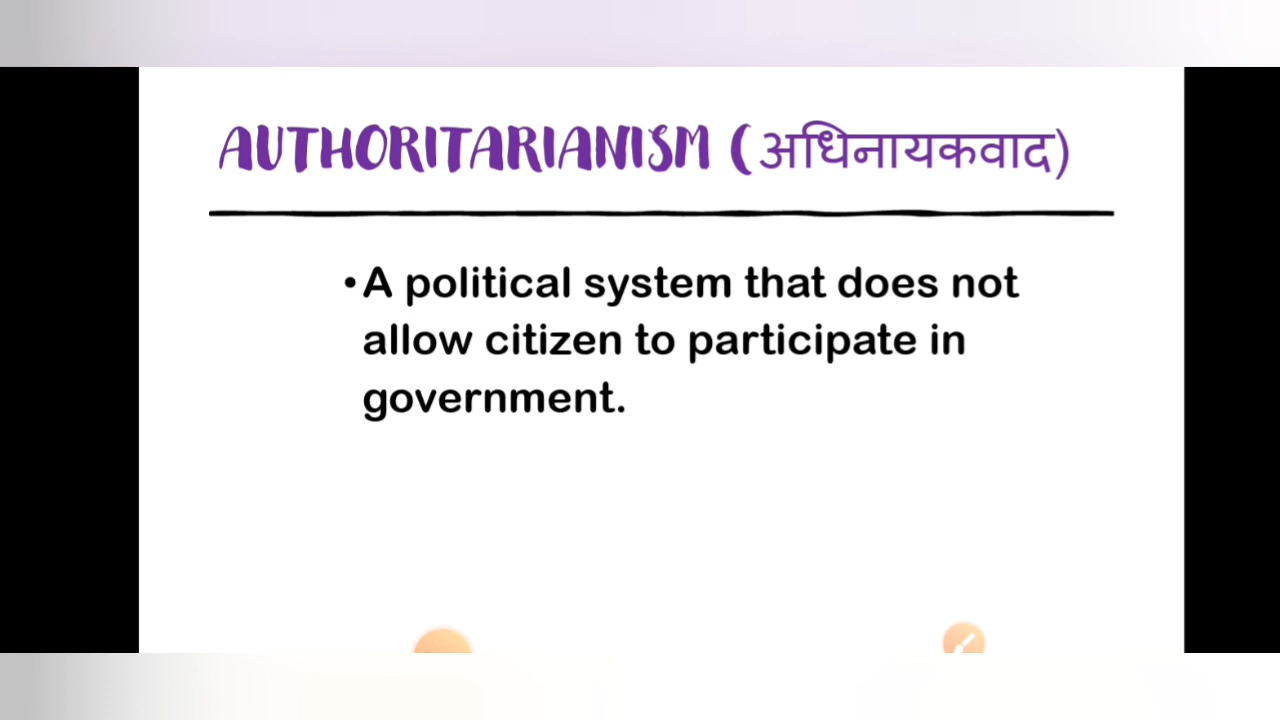 AUTHORITARIANISM (अधिनायकवाद)
•A political system that does not
allow citizen to participate in
government.